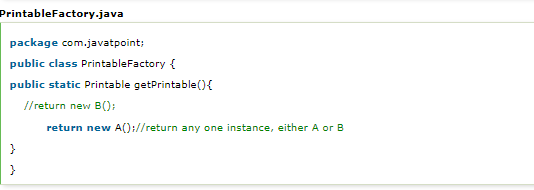 PrintableFactory.java
package com.javatpoint;
public class PrintableFactory {
public static Printable getPrintable(){
//return new B();
return new A();//return any one instance, either A or B
}
}